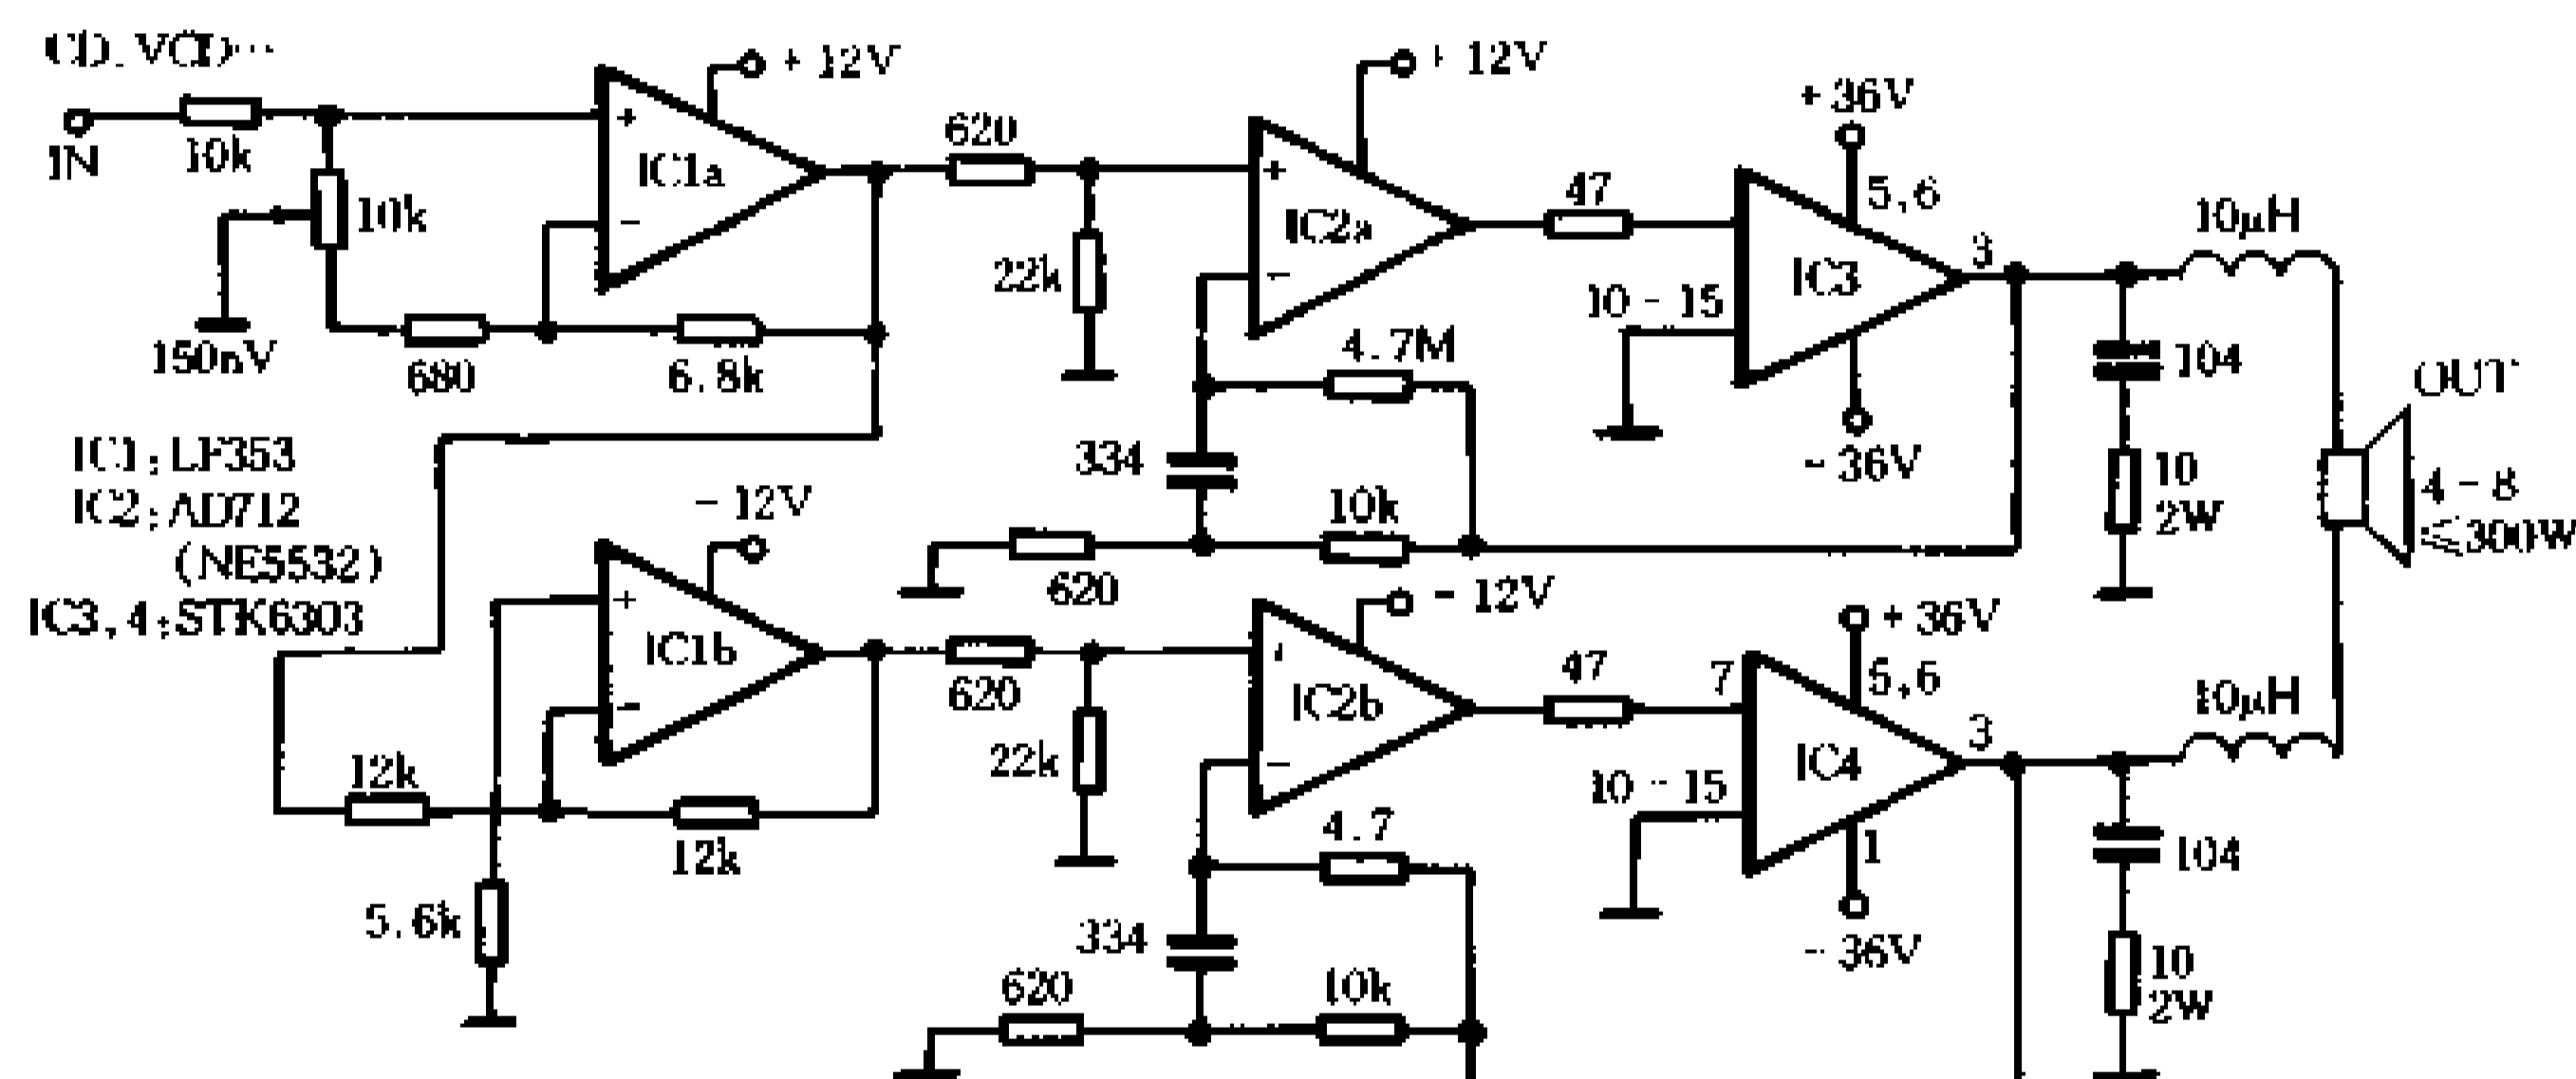 CD.VCD…
IN
10k
10k
150nV
+
-
IC1a
+12V
680
6.8k
620
22k
+
-
IC2a
+12V
47
+36V
5,6
IC3
10-15
3
-36V
10μH
104
10
2W
OUT
4-8
≤300W
4.7M
334
10k
620
IC1:LF353
IC2:AD712
(NE5532)
IC3,4:STK6303
-12V
+
-
IC1b
12k
12k
5.6k
620
22k
-12V
-
IC2b
47
7
+36V
5,6
IC4
10-15
3
1
-36V
10μH
104
10
2W
4.7
334
620
10k